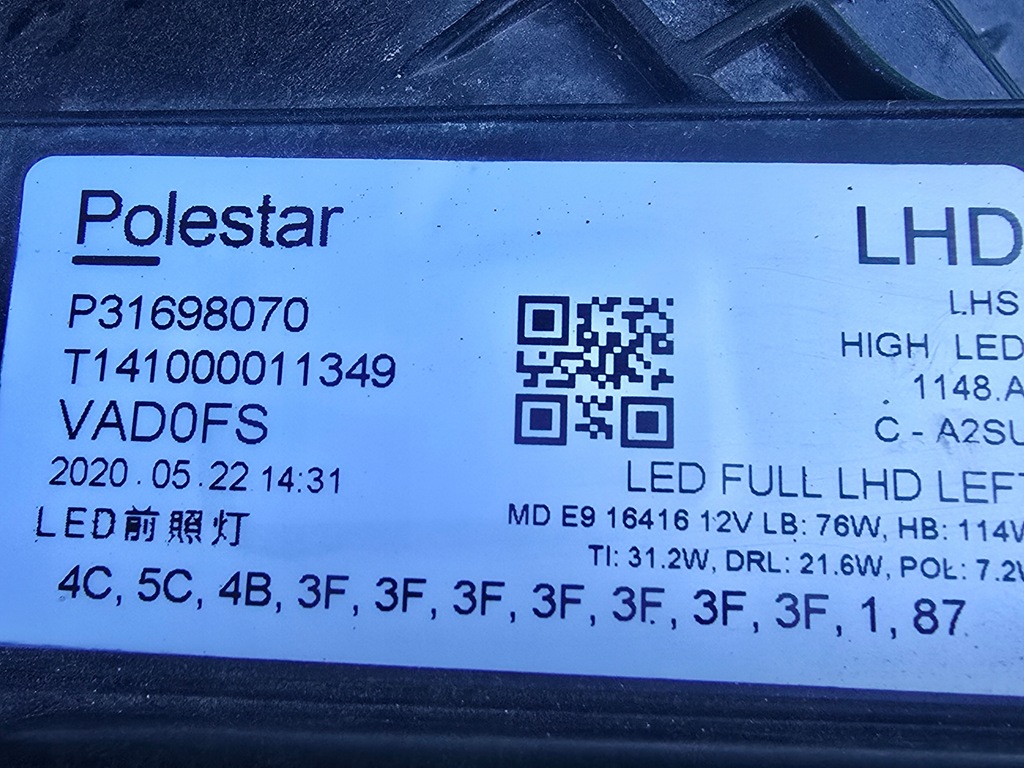 Polestar
LHD
P31698070
LHS
T141000011349
HIGH LED
VAD0FS
1148.A
C - A2SU
2020.05.22 14:31
LED FULL LHD LEFT
LED前照灯
MD E9 16416 12V LB: 76W, HB: 114W
TI: 31.2W, DRL: 21.6W, POL: 7.2W
4C, 5C, 4B, 3F, 3F, 3F, 3F, 3F, 3F, 3F, 1, 87